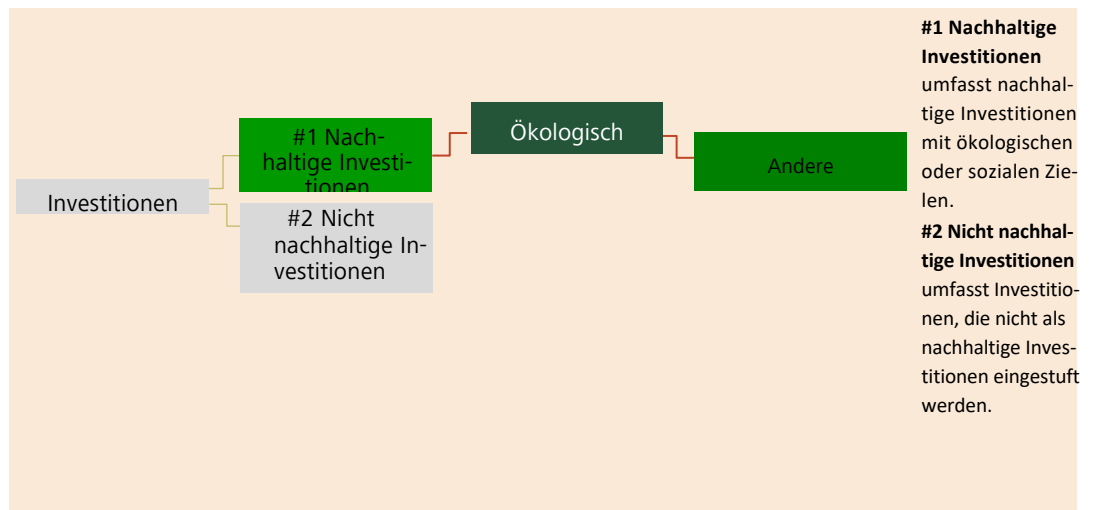 Investitionen
#1 Nach-
haltige Investi-
tionen
#2 Nicht
nachhaltige In-
vestitionen
Ökologisch
Andere
#1 Nachhaltige
Investitionen
umfasst nachhal-
tige Investitionen
mit ökologischen
oder sozialen Zie-
len.
#2 Nicht nachhal-
tige Investitionen
umfasst Investitio-
nen, die nicht als
nachhaltige Inves-
titionen eingestuft
werden.